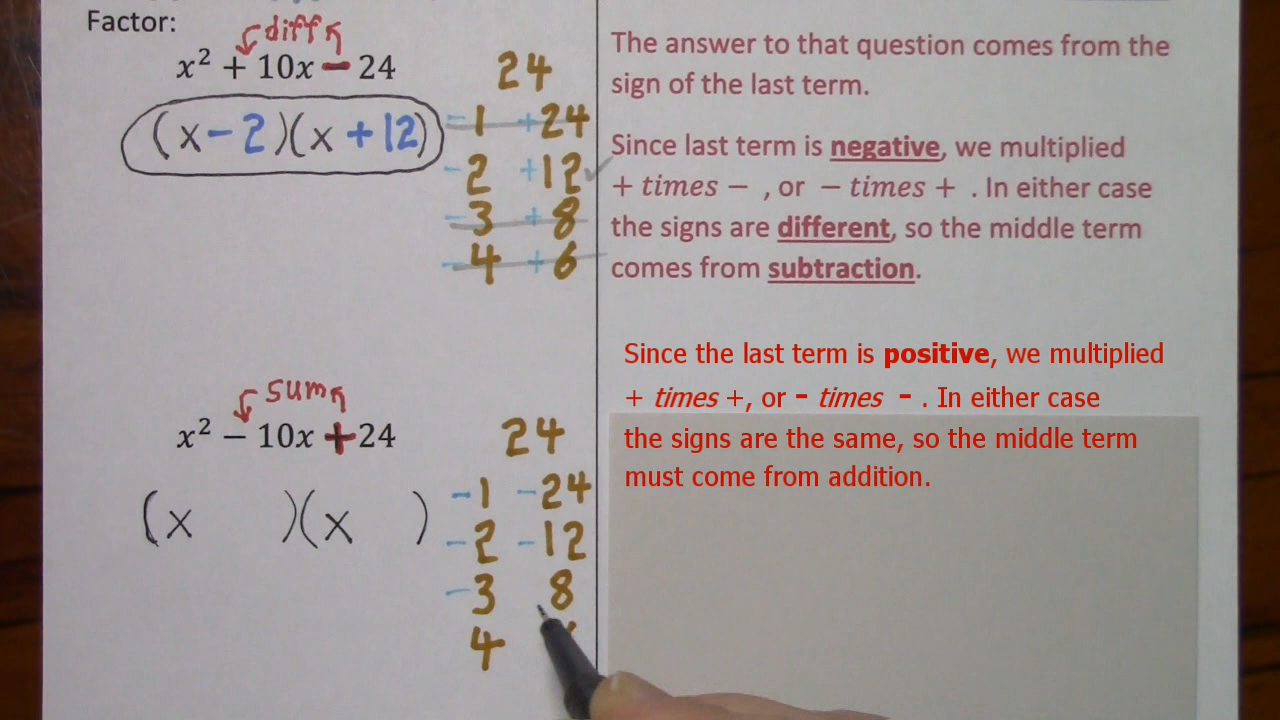 Factor:
diff
x² + 10x − 24
(x − 2)(x + 12)
24
−1 +24
−2 +12 ✓
−3 +8
−4 +6
The answer to that question comes from the
sign of the last term.
Since last term is negative, we multiplied
+ times − , or − times + . In either case
the signs are different, so the middle term
comes from subtraction.
sum
x² − 10x + 24
(x )(x )
24
−1 −24
−2 −12
−3 8
4
Since the last term is positive, we multiplied
+ times +, or - times - . In either case
the signs are the same, so the middle term
must come from addition.